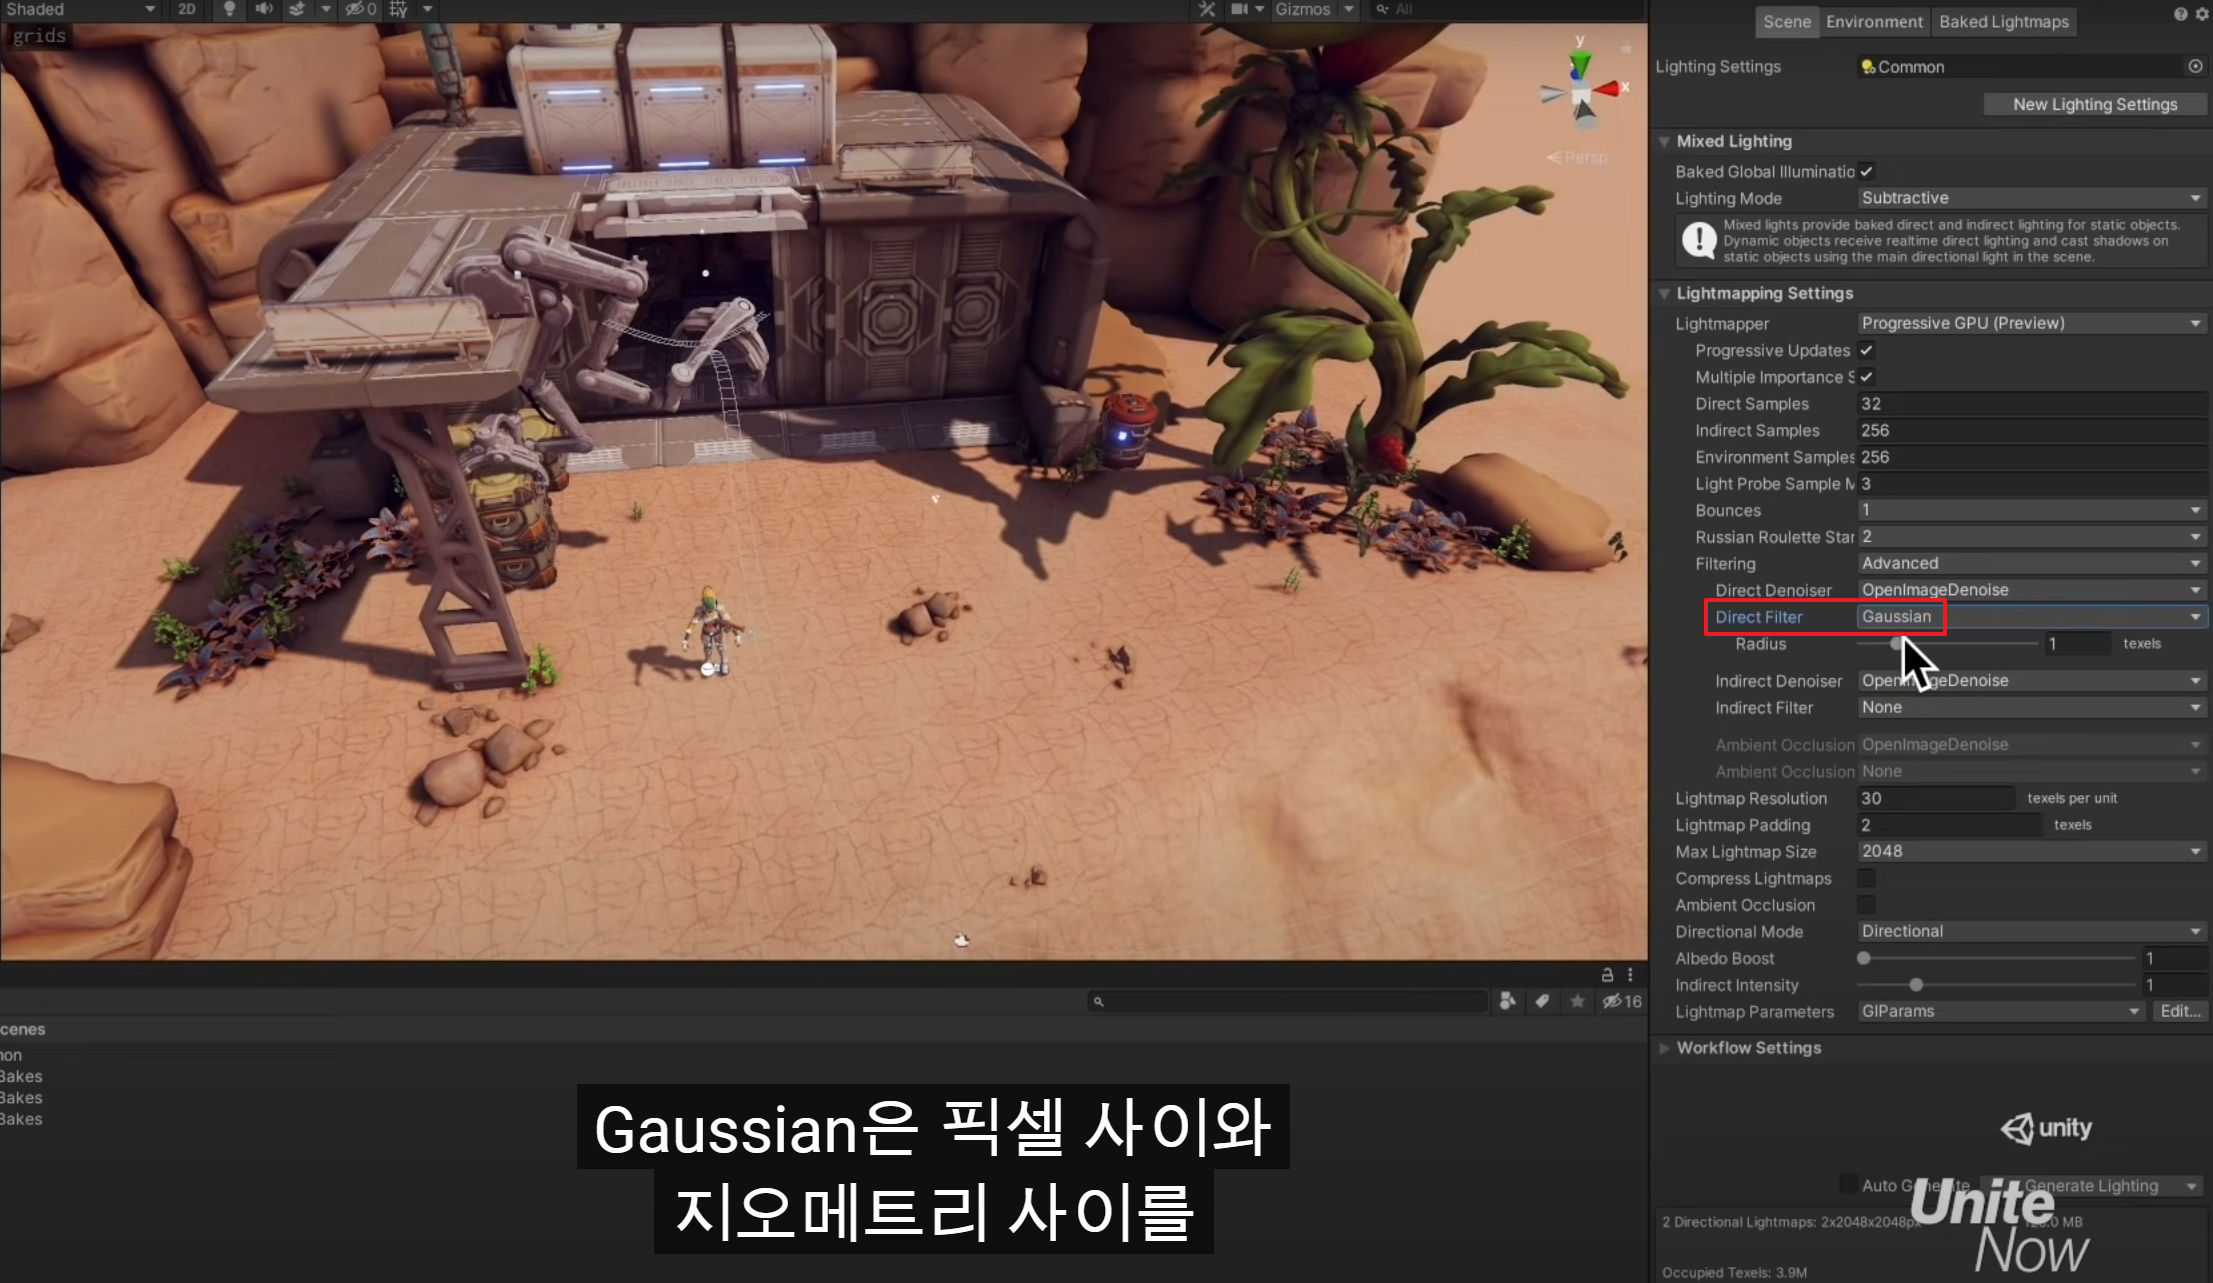 Shaded
2D
0
Gizmos
All
grids
y
x
Persp
Scene
Environment
Baked Lightmaps
Lighting Settings
Common
New Lighting Settings
Mixed Lighting
Baked Global Illuminatio
Lighting Mode
Subtractive
Mixed lights provide baked direct and indirect lighting for static objects.
Dynamic objects receive realtime direct lighting and cast shadows on
static objects using the main directional light in the scene.
Lightmapping Settings
Lightmapper
Progressive GPU (Preview)
Progressive Updates
Multiple Importance S
Direct Samples
32
Indirect Samples
256
Environment Samples
256
Light Probe Sample M
3
Bounces
1
Russian Roulette Star
2
Filtering
Advanced
Direct Denoiser
OpenImageDenoise
Direct Filter
Gaussian
Radius
1
texels
Indirect Denoiser
OpenImageDenoise
Indirect Filter
None
Ambient Occlusion
OpenImageDenoise
Ambient Occlusion
None
Lightmap Resolution
30
texels per unit
Lightmap Padding
2
texels
Max Lightmap Size
2048
Compress Lightmaps
Ambient Occlusion
Directional Mode
Directional
Albedo Boost
1
Indirect Intensity
1
Lightmap Parameters
GIParams
Edit...
Workflow Settings
16
cenes
non
Bakes
Bakes
Bakes
Gaussian은 픽셀 사이와
지오메트리 사이를
unity
Auto Generate
Generate Lighting
Unite
Now
2 Directional Lightmaps: 2x2048x2048px
MB
Occupied Texels: 3.9M